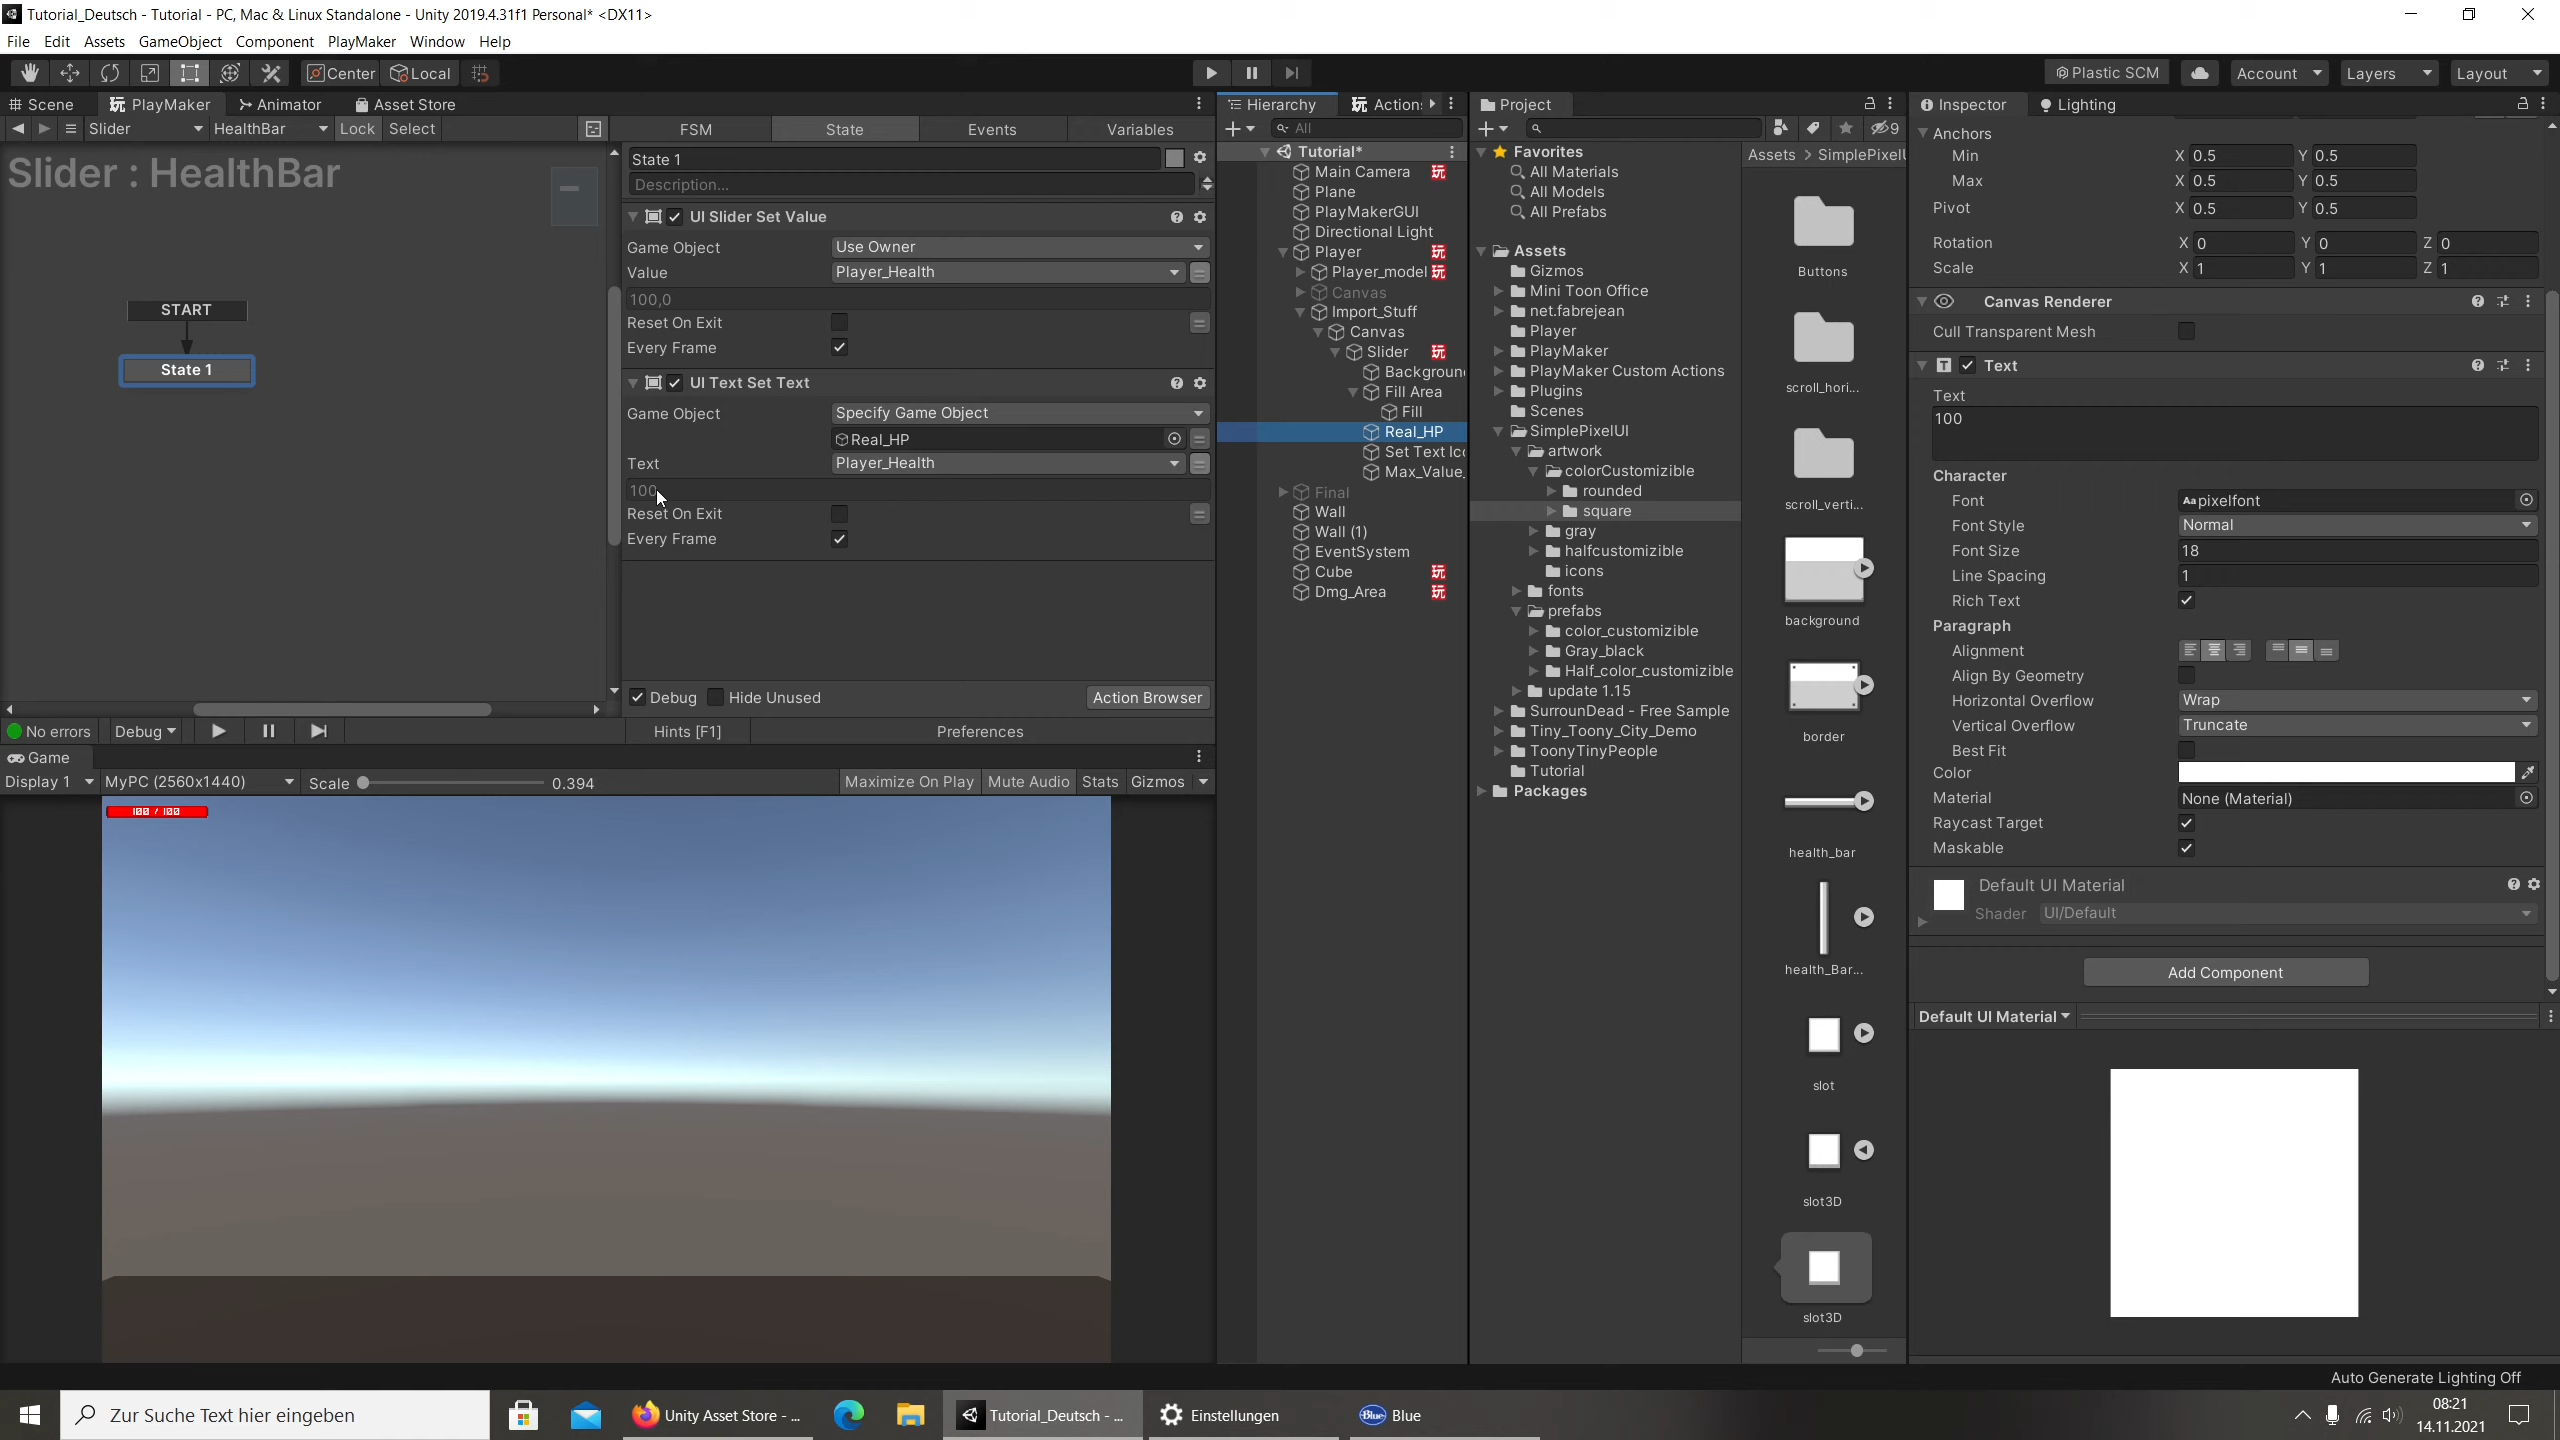 Tutorial_Deutsch - Tutorial - PC, Mac & Linux Standalone - Unity 2019.4.31f1 Personal* <DX11>
File Edit Assets GameObject Component PlayMaker Window Help
Center Local Plastic SCM Account Layers Layout
Scene PlayMaker Animator Asset Store
Slider HealthBar Lock Select
Slider : HealthBar
START
State 1
FSM State Events Variables
State 1
Description...
UI Slider Set Value
Game Object Use Owner
Value Player_Health
100,0
Reset On Exit
Every Frame
UI Text Set Text
Game Object Specify Game Object
Real_HP
Text Player_Health
100
Reset On Exit
Every Frame
Debug Hide Unused Action Browser
No errors Debug Hints [F1] Preferences
Game
Display 1 MyPC (2560x1440) Scale 0.394 Maximize On Play Mute Audio Stats Gizmos
100 / 100
Hierarchy Action
All
Tutorial*
Main Camera
Plane
PlayMakerGUI
Directional Light
Player
Player_model
Canvas
Import_Stuff
Canvas
Slider
Backgroun
Fill Area
Fill
Real_HP
Set Text Ic
Max_Value_
Final
Wall
Wall (1)
EventSystem
Cube
Dmg_Area
Project
9
Favorites
All Materials
All Models
All Prefabs
Assets
Gizmos
Mini Toon Office
net.fabrejean
Player
PlayMaker
PlayMaker Custom Actions
Plugins
Scenes
SimplePixelUI
artwork
colorCustomizible
rounded
square
gray
halfcustomizible
icons
fonts
prefabs
color_customizible
Gray_black
Half_color_customizible
update 1.15
SurrounDead - Free Sample
Tiny_Toony_City_Demo
ToonyTinyPeople
Tutorial
Packages
Assets > SimplePixelU
Buttons
scroll_hori...
scroll_verti...
background
border
health_bar
health_Bar...
slot
slot3D
slot3D
Inspector Lighting
Anchors
Min X 0.5 Y 0.5
Max X 0.5 Y 0.5
Pivot X 0.5 Y 0.5
Rotation X 0 Y 0 Z 0
Scale X 1 Y 1 Z 1
Canvas Renderer
Cull Transparent Mesh
Text
Text
100
Character
Font pixelfont
Font Style Normal
Font Size 18
Line Spacing 1
Rich Text
Paragraph
Alignment
Align By Geometry
Horizontal Overflow Wrap
Vertical Overflow Truncate
Best Fit
Color
Material None (Material)
Raycast Target
Maskable
Default UI Material
Shader UI/Default
Add Component
Default UI Material
Auto Generate Lighting Off
Zur Suche Text hier eingeben
Unity Asset Store - ...
Tutorial_Deutsch - ...
Einstellungen
Blue
08:21
14.11.2021